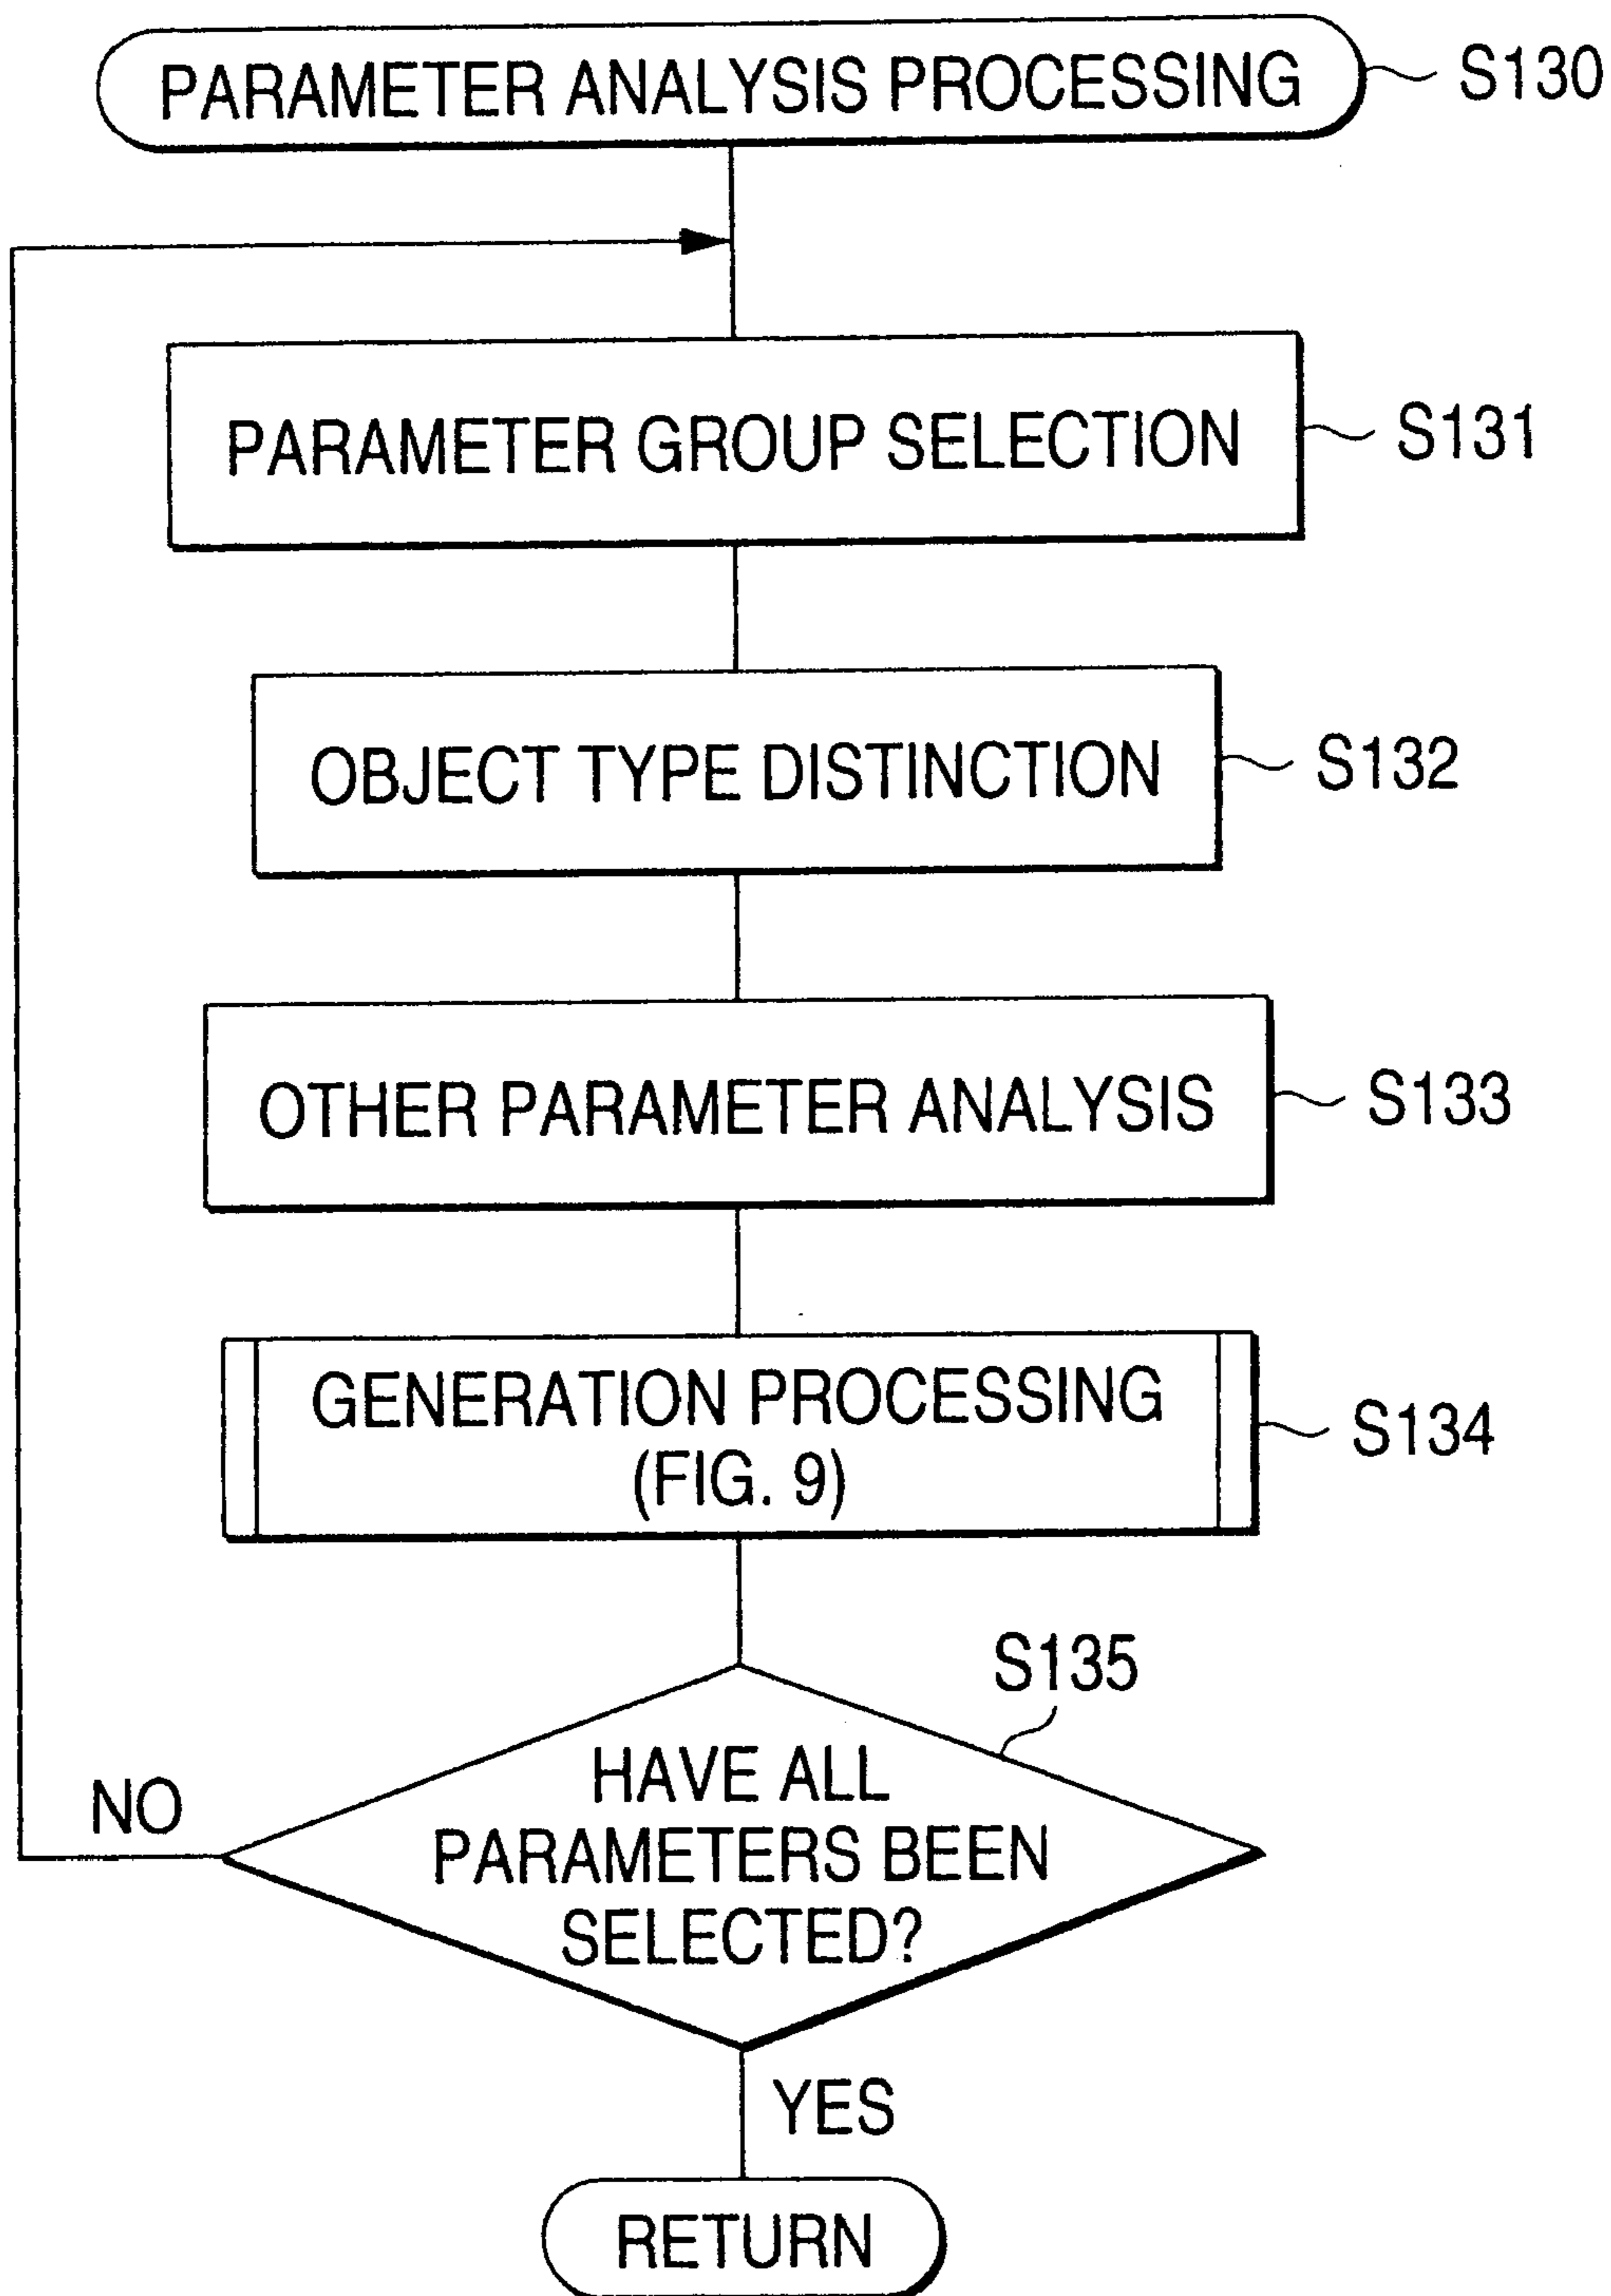 PARAMETER ANALYSIS PROCESSING
S130
PARAMETER GROUP SELECTION
S131
OBJECT TYPE DISTINCTION
S132
OTHER PARAMETER ANALYSIS
S133
GENERATION PROCESSING
(FIG. 9)
S134
S135
HAVE ALL
PARAMETERS BEEN
SELECTED?
NO
YES
RETURN